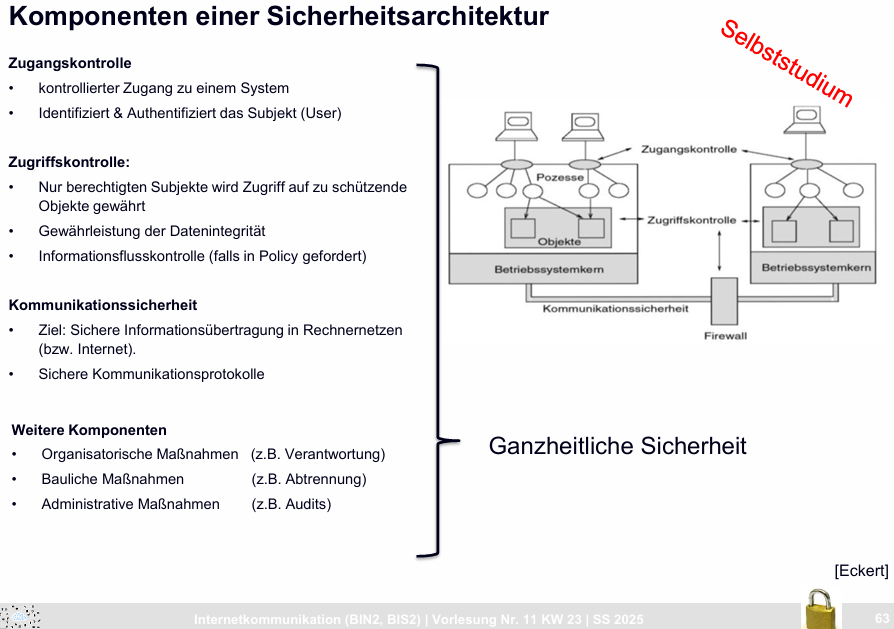 Komponenten einer Sicherheitsarchitektur
Selbststudium
Zugangskontrolle
• kontrollierter Zugang zu einem System
• Identifiziert & Authentifiziert das Subjekt (User)
Zugriffskontrolle:
• Nur berechtigten Subjekte wird Zugriff auf zu schützende
Objekte gewährt
• Gewährleistung der Datenintegrität
• Informationsflusskontrolle (falls in Policy gefordert)
Kommunikationssicherheit
• Ziel: Sichere Informationsübertragung in Rechnernetzen
(bzw. Internet).
• Sichere Kommunikationsprotokolle
Weitere Komponenten
• Organisatorische Maßnahmen (z.B. Verantwortung)
• Bauliche Maßnahmen (z.B. Abtrennung)
• Administrative Maßnahmen (z.B. Audits)
Zugangskontrolle
Pozesse
Zugriffskontrolle
Objekte
Betriebssystemkern
Betriebssystemkern
Kommunikationssicherheit
Firewall
Ganzheitliche Sicherheit
[Eckert]
Internetkommunikation (BIN2, BIS2) | Vorlesung Nr. 11 KW 23 | SS 2025
63